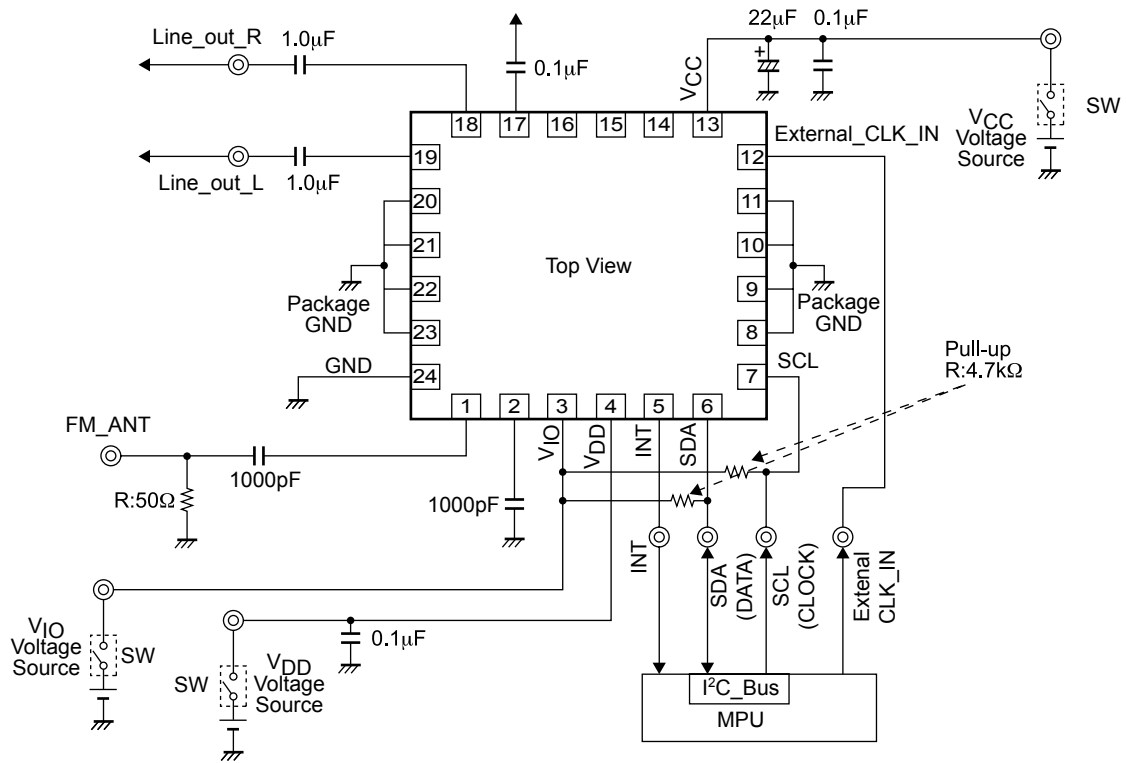 Line_out_R
1.0µF
0.1µF
22µF
0.1µF
+
VCC
SW
VCC
Voltage
Source
18
17
16
15
14
13
External_CLK_IN
19
12
Line_out_L
1.0µF
20
11
21
10
Top View
22
9
Package
GND
Package
GND
23
8
GND
SCL
24
7
Pull-up
R:4.7kΩ
1
2
3
4
5
6
FM_ANT
VIO
VDD
INT
SDA
1000pF
R:50Ω
1000pF
INT
SDA
(DATA)
SCL
(CLOCK)
Extenal
CLK_IN
VIO
Voltage
Source
SW
0.1µF
SW
VDD
Voltage
Source
I²C_Bus
MPU